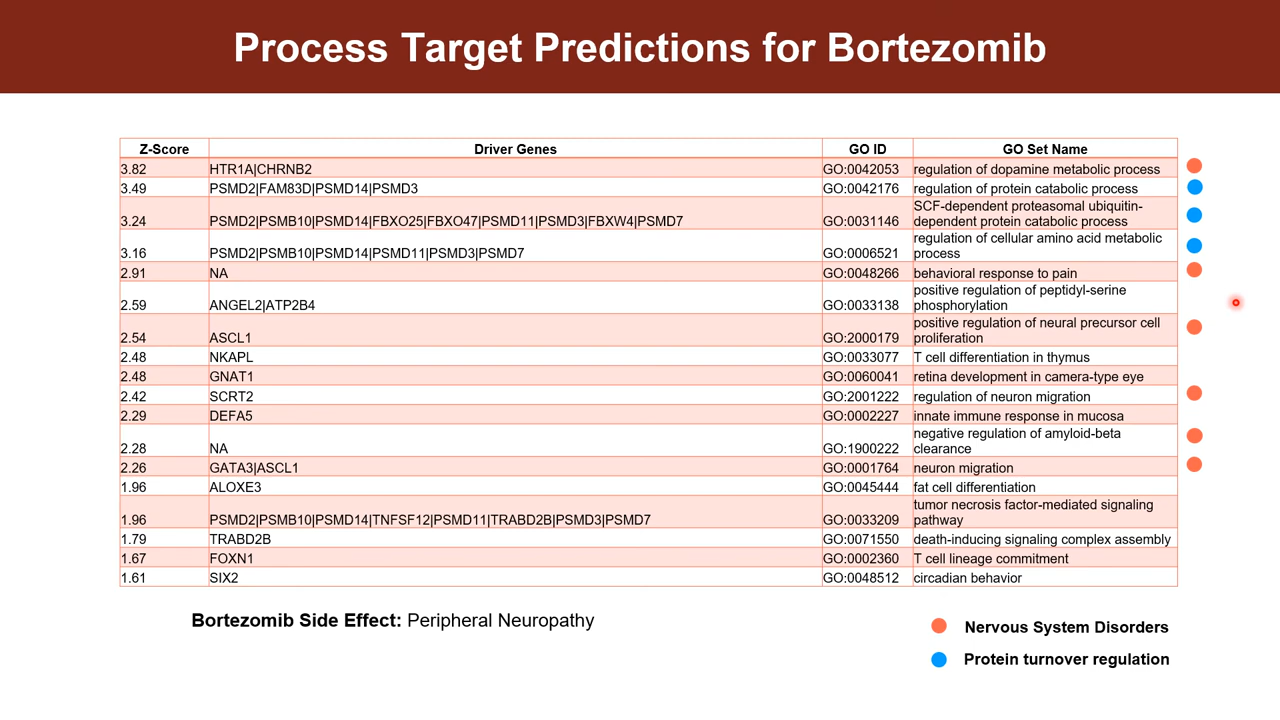 Process Target Predictions for Bortezomib
Z-Score Driver Genes GO ID GO Set Name
3.82 HTR1A|CHRNB2 GO:0042053 regulation of dopamine metabolic process
3.49 PSMD2|FAM83D|PSMD14|PSMD3 GO:0042176 regulation of protein catabolic process
SCF-dependent proteasomal ubiquitin-
3.24 PSMD2|PSMB10|PSMD14|FBXO25|FBXO47|PSMD11|PSMD3|FBXW4|PSMD7 GO:0031146 dependent protein catabolic process
regulation of cellular amino acid metabolic
3.16 PSMD2|PSMB10|PSMD14|PSMD11|PSMD3|PSMD7 GO:0006521 process
2.91 NA GO:0048266 behavioral response to pain
positive regulation of peptidyl-serine
2.59 ANGEL2|ATP2B4 GO:0033138 phosphorylation
positive regulation of neural precursor cell
2.54 ASCL1 GO:2000179 proliferation
2.48 NKAPL GO:0033077 T cell differentiation in thymus
2.48 GNAT1 GO:0060041 retina development in camera-type eye
2.42 SCRT2 GO:2001222 regulation of neuron migration
2.29 DEFA5 GO:0002227 innate immune response in mucosa
negative regulation of amyloid-beta
2.28 NA GO:1900222 clearance
2.26 GATA3|ASCL1 GO:0001764 neuron migration
1.96 ALOXE3 GO:0045444 fat cell differentiation
tumor necrosis factor-mediated signaling
1.96 PSMD2|PSMB10|PSMD14|TNFSF12|PSMD11|TRABD2B|PSMD3|PSMD7 GO:0033209 pathway
1.79 TRABD2B GO:0071550 death-inducing signaling complex assembly
1.67 FOXN1 GO:0002360 T cell lineage commitment
1.61 SIX2 GO:0048512 circadian behavior
Bortezomib Side Effect: Peripheral Neuropathy
Nervous System Disorders
Protein turnover regulation